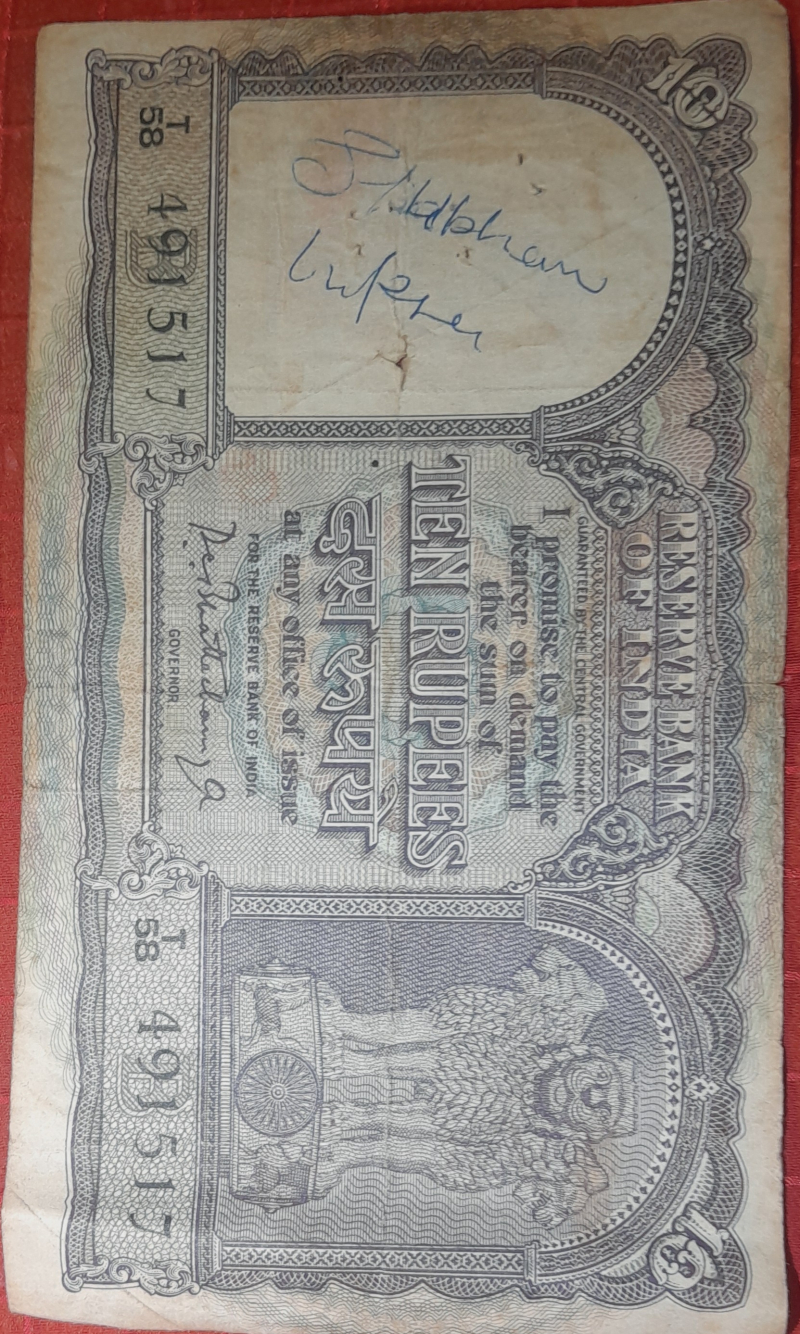 10
10
RESERVE BANK
OF INDIA
GUARANTEED BY THE CENTRAL GOVERNMENT
I promise to pay the
bearer on demand
the sum of
TEN RUPEES
दस रुपये
at any office of issue
FOR THE RESERVE BANK OF INDIA
GOVERNOR
T
58 491517
T
58 491517